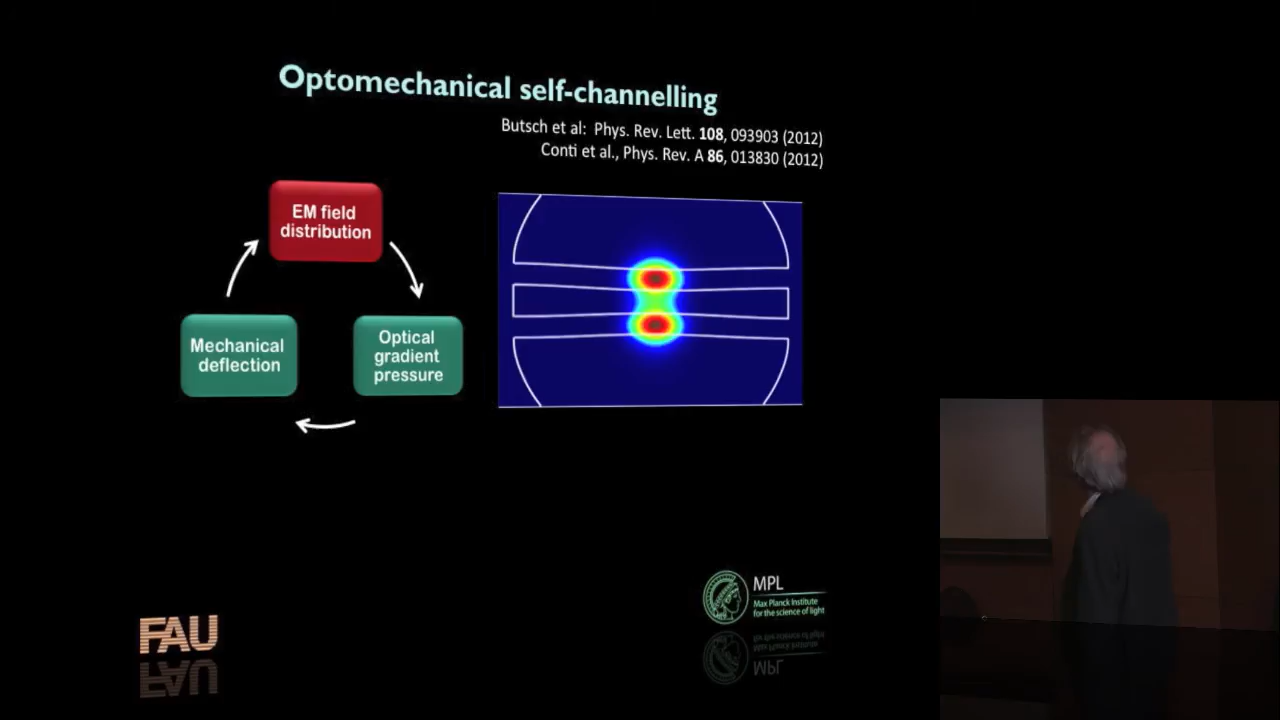 Optomechanical self-channelling
Butsch et al: Phys. Rev. Lett. 108, 093903 (2012)
Conti et al., Phys. Rev. A 86, 013830 (2012)
EM field
distribution
Mechanical
deflection
Optical
gradient
pressure
FAU
MPL
Max Planck Institute
for the science of light